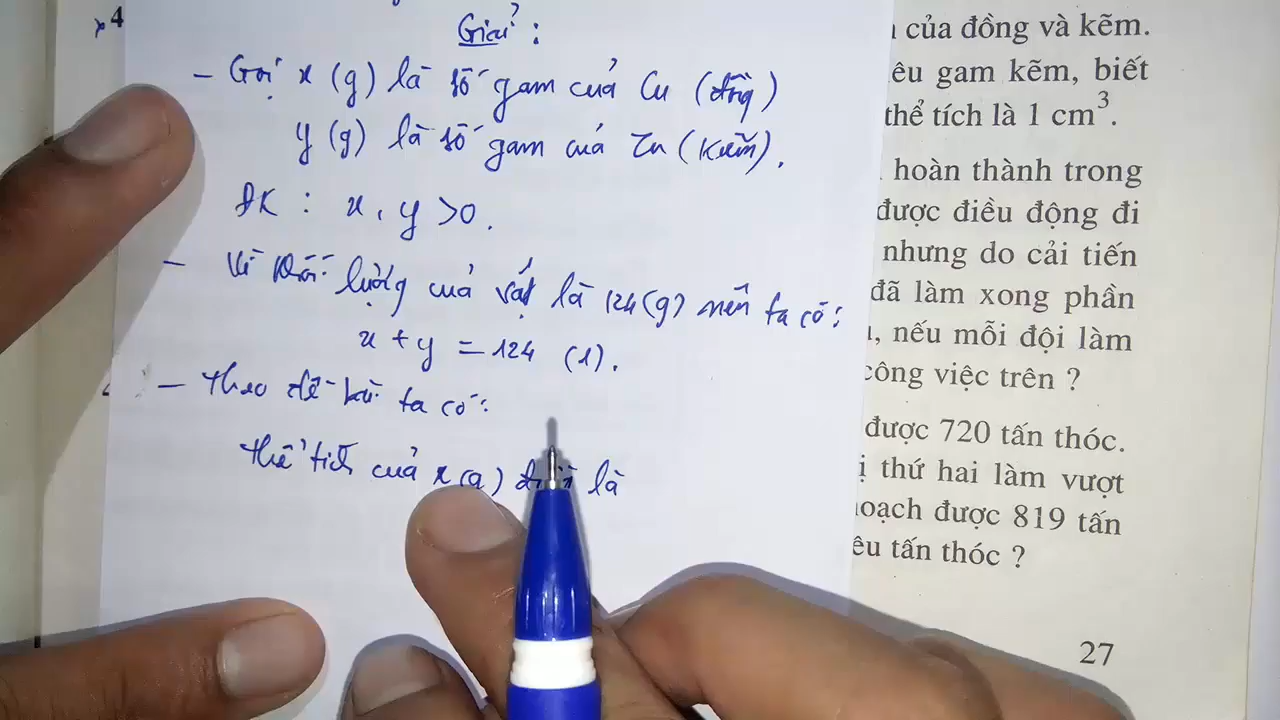 Giải:
- Gọi x (g) là số gam của Cu (đồng)
y (g) là số gam của Zn (Kẽm).
ĐK : x, y >0.
- Vì khối lượng của vật là 124(g) nên ta có:
x + y = 124 (1).
- Theo đề bài ta có:
Thể tích của x(g) là
4
của đồng và kẽm.
êu gam kẽm, biết
thể tích là 1 cm³.
hoàn thành trong
được điều động đi
nhưng do cải tiến
đã làm xong phần
, nếu mỗi đội làm
công việc trên ?
được 720 tấn thóc.
ị thứ hai làm vượt
hoạch được 819 tấn
êu tấn thóc ?
27